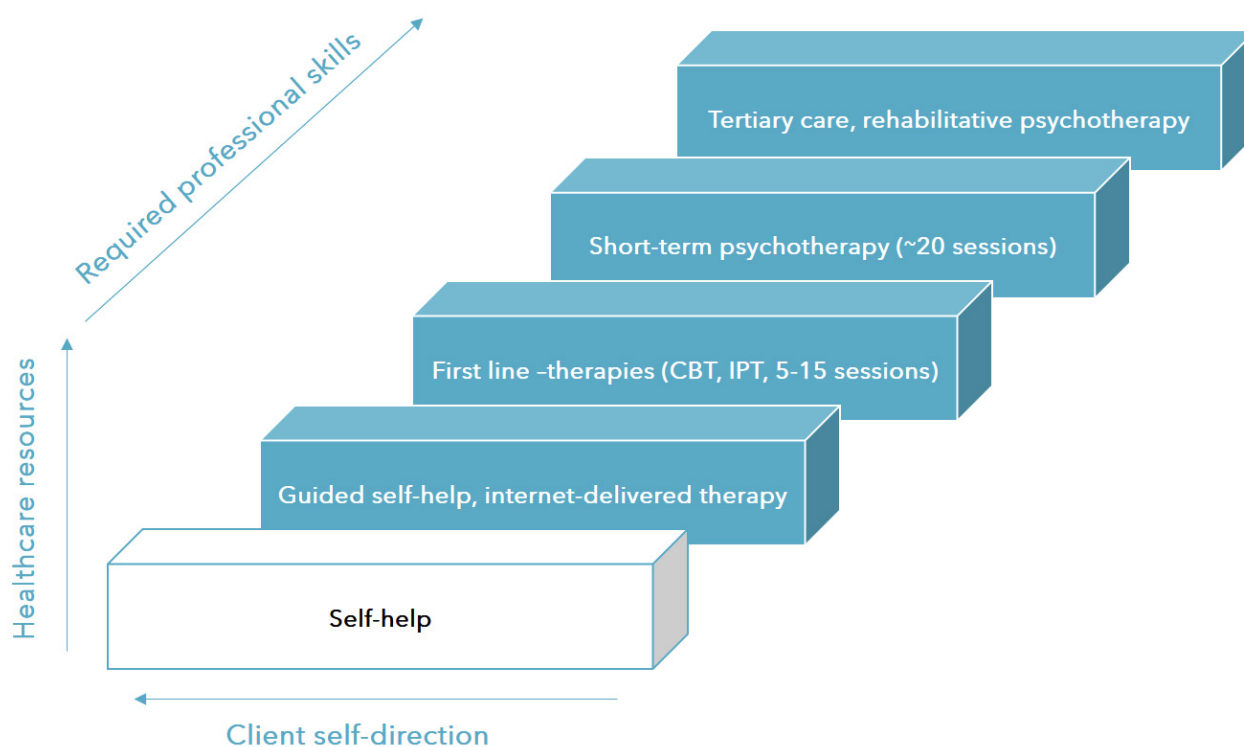 Required professional skills
Tertiary care, rehabilitative psychotherapy
Short-term psychotherapy (~20 sessions)
First line –therapies (CBT, IPT, 5-15 sessions)
Guided self-help, internet-delivered therapy
Healthcare resources
Self-help
Client self-direction